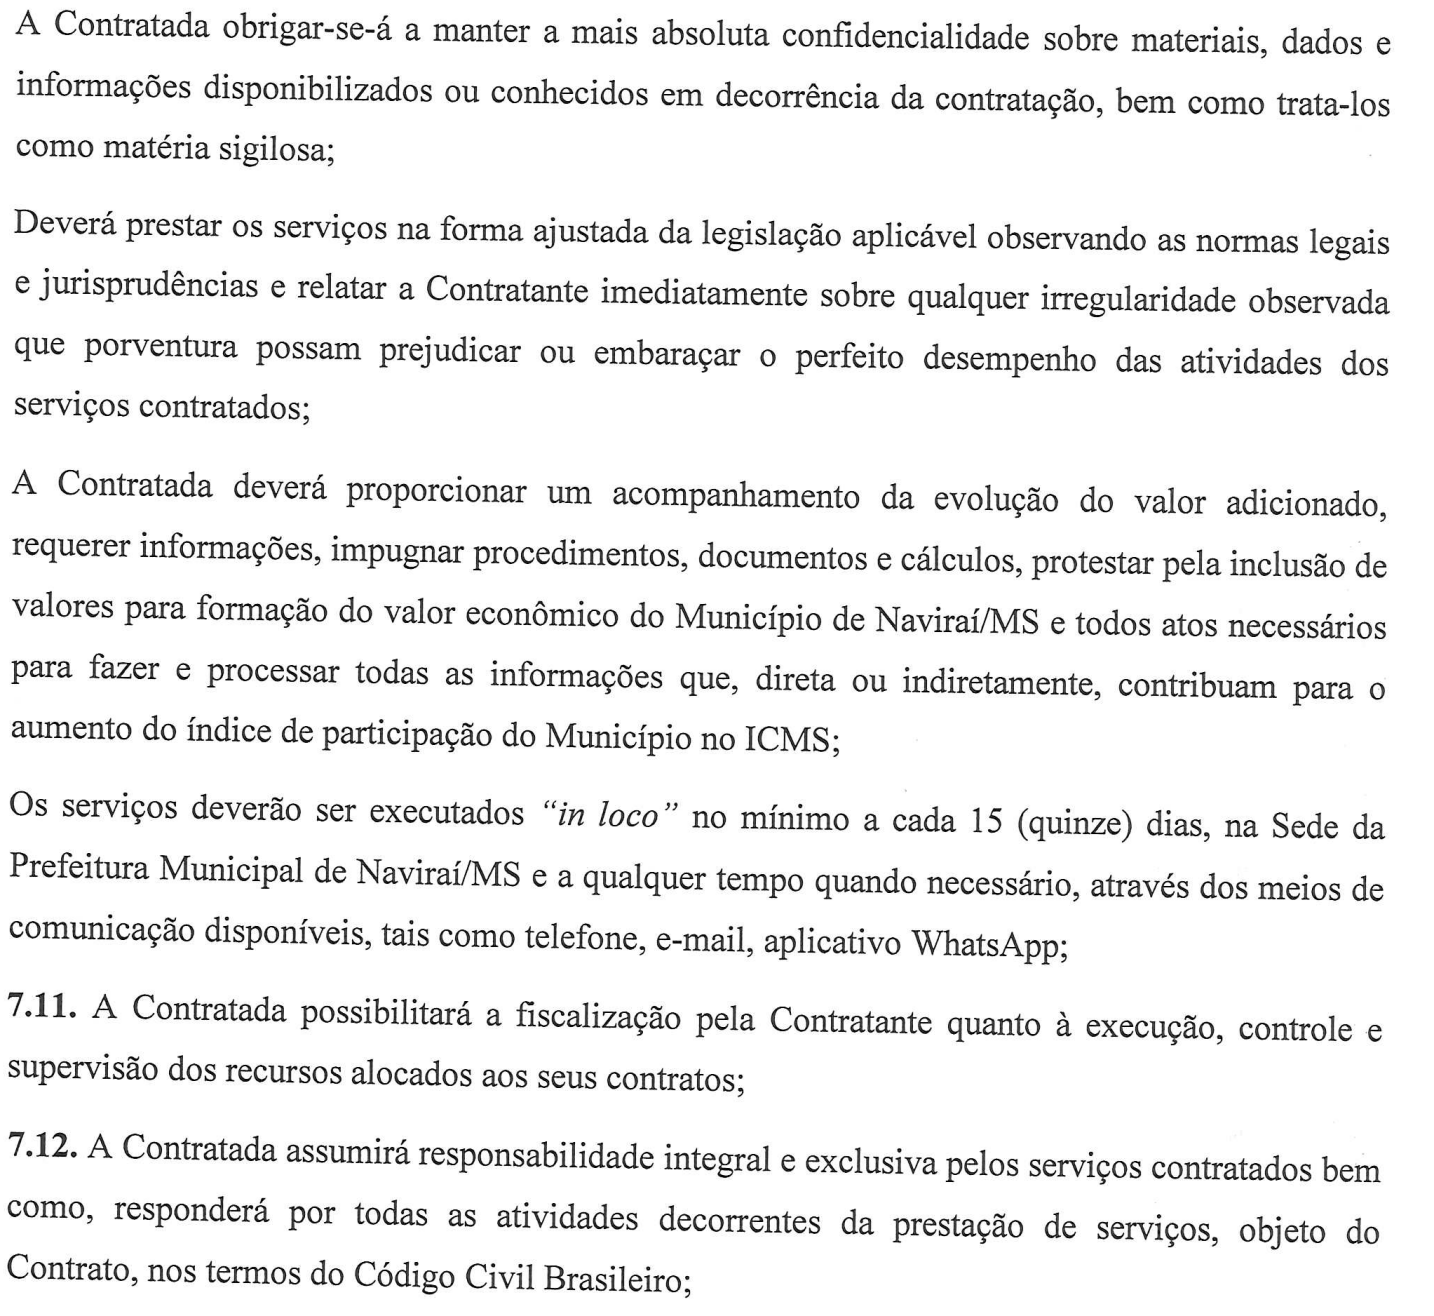 A Contratada obrigar-se-á a manter a mais absoluta confidencialidade sobre materiais, dados e
informações disponibilizados ou conhecidos em decorrência da contratação, bem como trata-los
como matéria sigilosa;
Deverá prestar os serviços na forma ajustada da legislação aplicável observando as normas legais
e jurisprudências e relatar a Contratante imediatamente sobre qualquer irregularidade observada
que porventura possam prejudicar ou embaraçar o perfeito desempenho das atividades dos
serviços contratados;
A Contratada deverá proporcionar um acompanhamento da evolução do valor adicionado,
requerer informações, impugnar procedimentos, documentos e cálculos, protestar pela inclusão de
valores para formação do valor econômico do Município de Naviraí/MS e todos atos necessários
para fazer e processar todas as informações que, direta ou indiretamente, contribuam para o
aumento do índice de participação do Município no ICMS;
Os serviços deverão ser executados “in loco” no mínimo a cada 15 (quinze) dias, na Sede da
Prefeitura Municipal de Naviraí/MS e a qualquer tempo quando necessário, através dos meios de
comunicação disponíveis, tais como telefone, e-mail, aplicativo WhatsApp;
7.11. A Contratada possibilitará a fiscalização pela Contratante quanto à execução, controle e
supervisão dos recursos alocados aos seus contratos;
7.12. A Contratada assumirá responsabilidade integral e exclusiva pelos serviços contratados bem
como, responderá por todas as atividades decorrentes da prestação de serviços, objeto do
Contrato, nos termos do Código Civil Brasileiro;